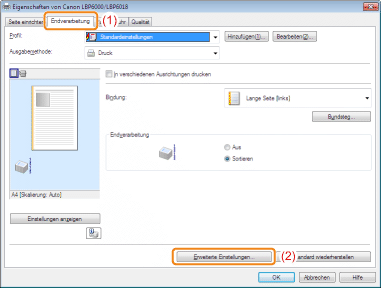 Eigenschaften von Canon LBP6000/LBP6018
Seite einrichten Endverarbeitung (1) Qualität
Profil: Standardeinstellungen Hinzufügen(1)... Bearbeiten(2)...
Ausgabemethode: Druck
In verschiedenen Ausrichtungen drucken
Bindung: Lange Seite [links]
Bundsteg...
Endverarbeitung
Aus
Sortieren
A4 [Skalierung: Auto]
Einstellungen anzeigen
Erweiterte Einstellungen... (2) andard wiederherstellen
OK Abbrechen Hilfe